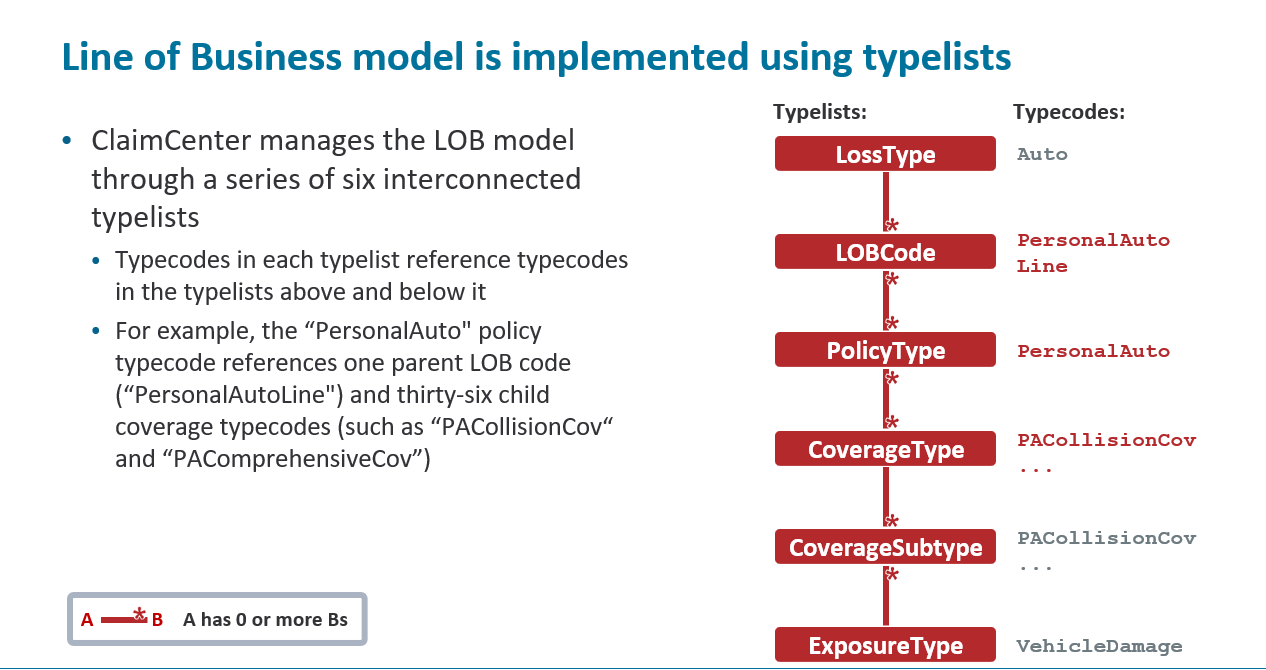 Line of Business model is implemented using typelists
• ClaimCenter manages the LOB model
through a series of six interconnected
typelists
• Typecodes in each typelist reference typecodes
in the typelists above and below it
• For example, the “PersonalAuto" policy
typecode references one parent LOB code
(“PersonalAutoLine") and thirty-six child
coverage typecodes (such as “PACollisionCov“
and “PAComprehensiveCov”)
Typelists: Typecodes:
LossType Auto
*
LOBCode PersonalAuto
Line
*
*
PolicyType PersonalAuto
*
*
CoverageType PACollisionCov
...
*
CoverageSubtype PACollisionCov
...
*
ExposureType VehicleDamage
A * B A has 0 or more Bs